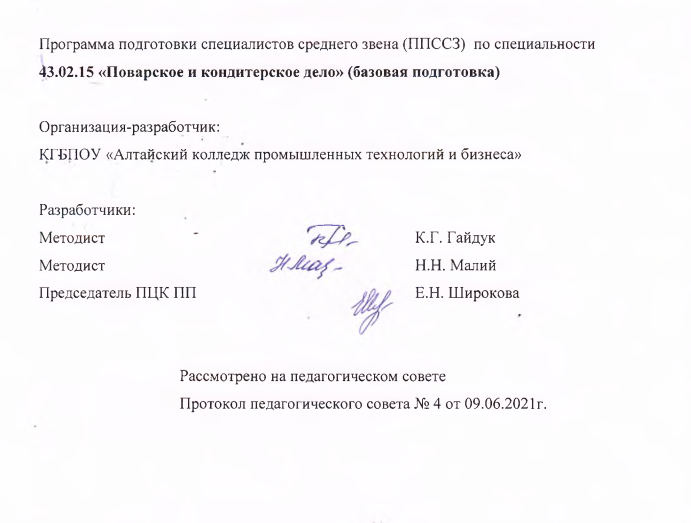 Программа подготовки специалистов среднего звена (ППССЗ) по специальности
43.02.15 «Поварское и кондитерское дело» (базовая подготовка)
Организация-разработчик:
КГБПОУ «Алтайский колледж промышленных технологий и бизнеса»
Разработчики:
Методист К.Г. Гайдук
Методист Н.Н. Малий
Председатель ПЦК ПП Е.Н. Широкова
Рассмотрено на педагогическом совете
Протокол педагогического совета № 4 от 09.06.2021г.